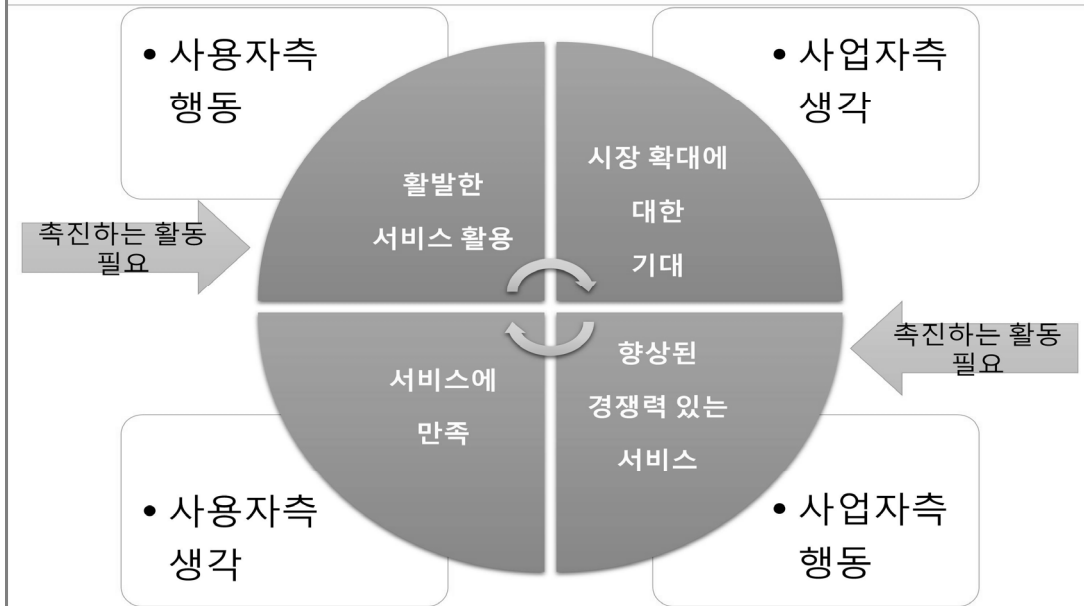 • 사용자측
행동
• 사업자측
생각
활발한
서비스 활용
시장 확대에
대한
기대
촉진하는 활동
필요
촉진하는 활동
필요
서비스에
만족
향상된
경쟁력 있는
서비스
• 사용자측
생각
• 사업자측
행동